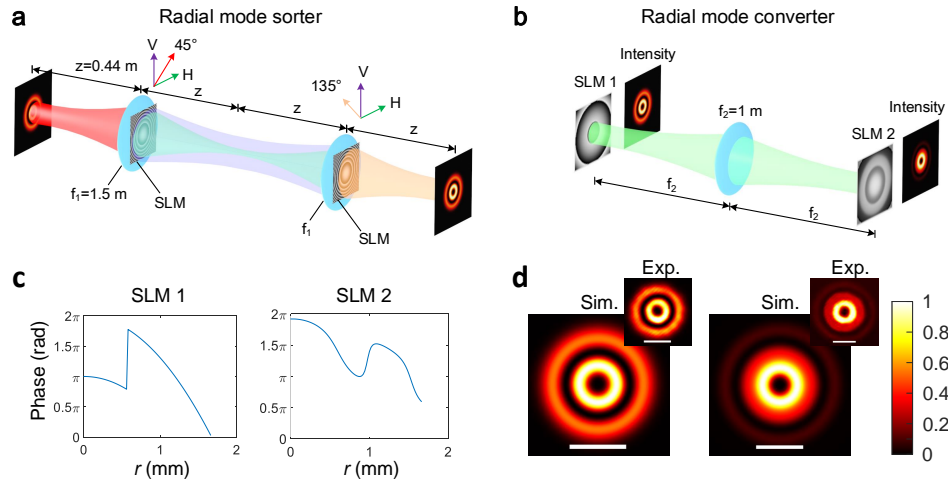 a
Radial mode sorter
z=0.44 m
V
45°
H
z
135°
V
H
z
z
f₁=1.5 m
SLM
f₁
SLM
b
Radial mode converter
SLM 1
Intensity
f₂=1 m
SLM 2
Intensity
f₂
f₂
c
SLM 1
Phase (rad)
2π
1.5π
π
0.5π
0
0
1
2
r (mm)
SLM 2
2π
1.5π
π
0.5π
0
0
1
2
r (mm)
d
Sim.
Exp.
Sim.
Exp.
1
0.8
0.6
0.4
0.2
0